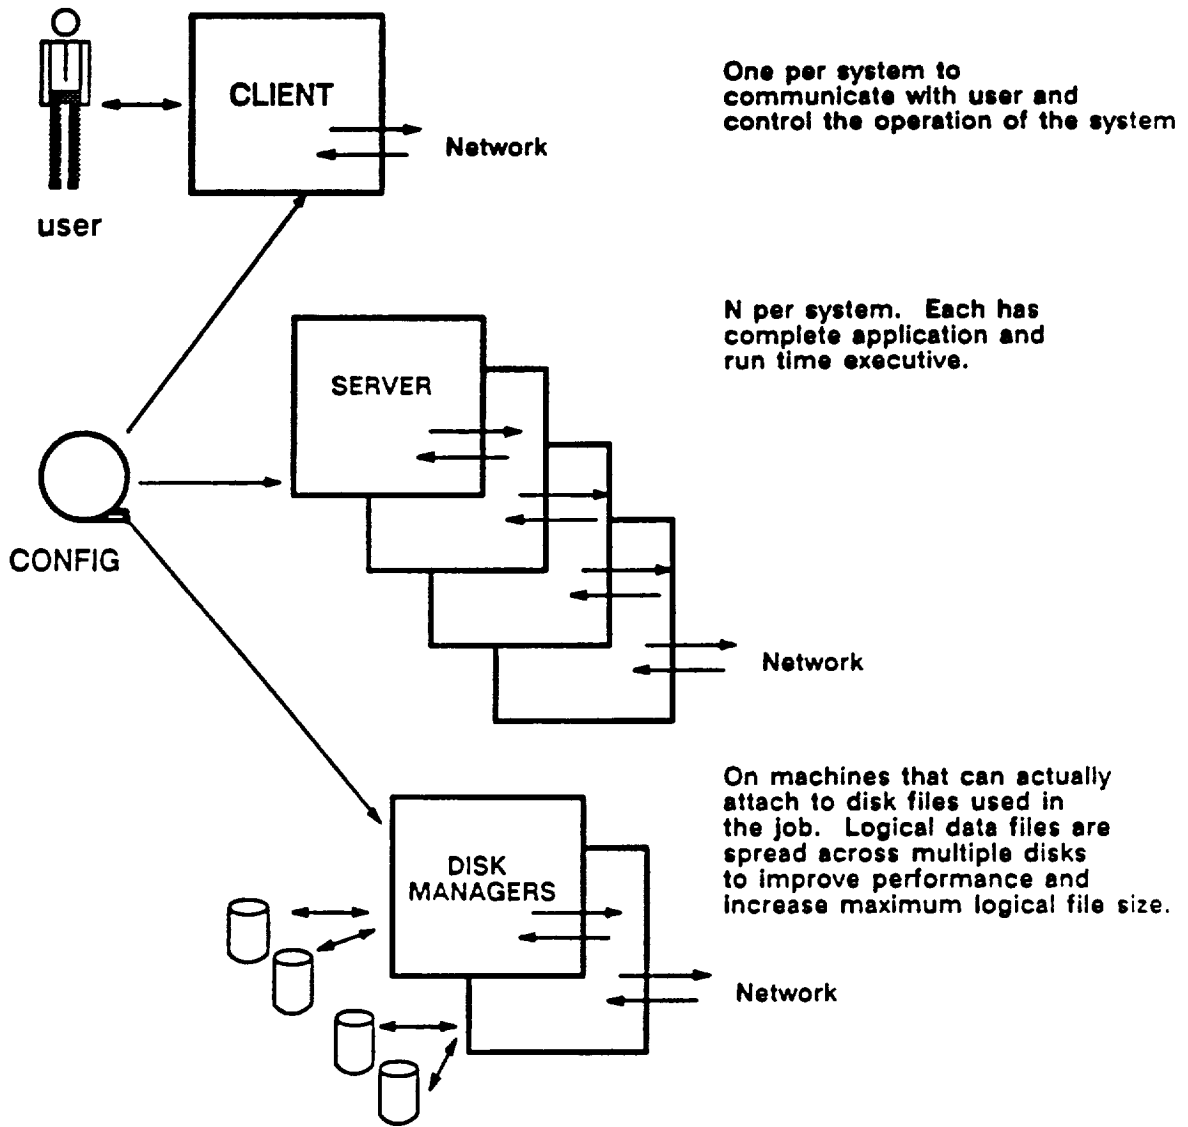 CLIENT
One per system to
communicate with user and
control the operation of the system
Network
user
N per system. Each has
complete application and
run time executive.
SERVER
CONFIG
Network
On machines that can actually
attach to disk files used in
the job. Logical data files are
spread across multiple disks
to improve performance and
increase maximum logical file size.
DISK
MANAGERS
Network